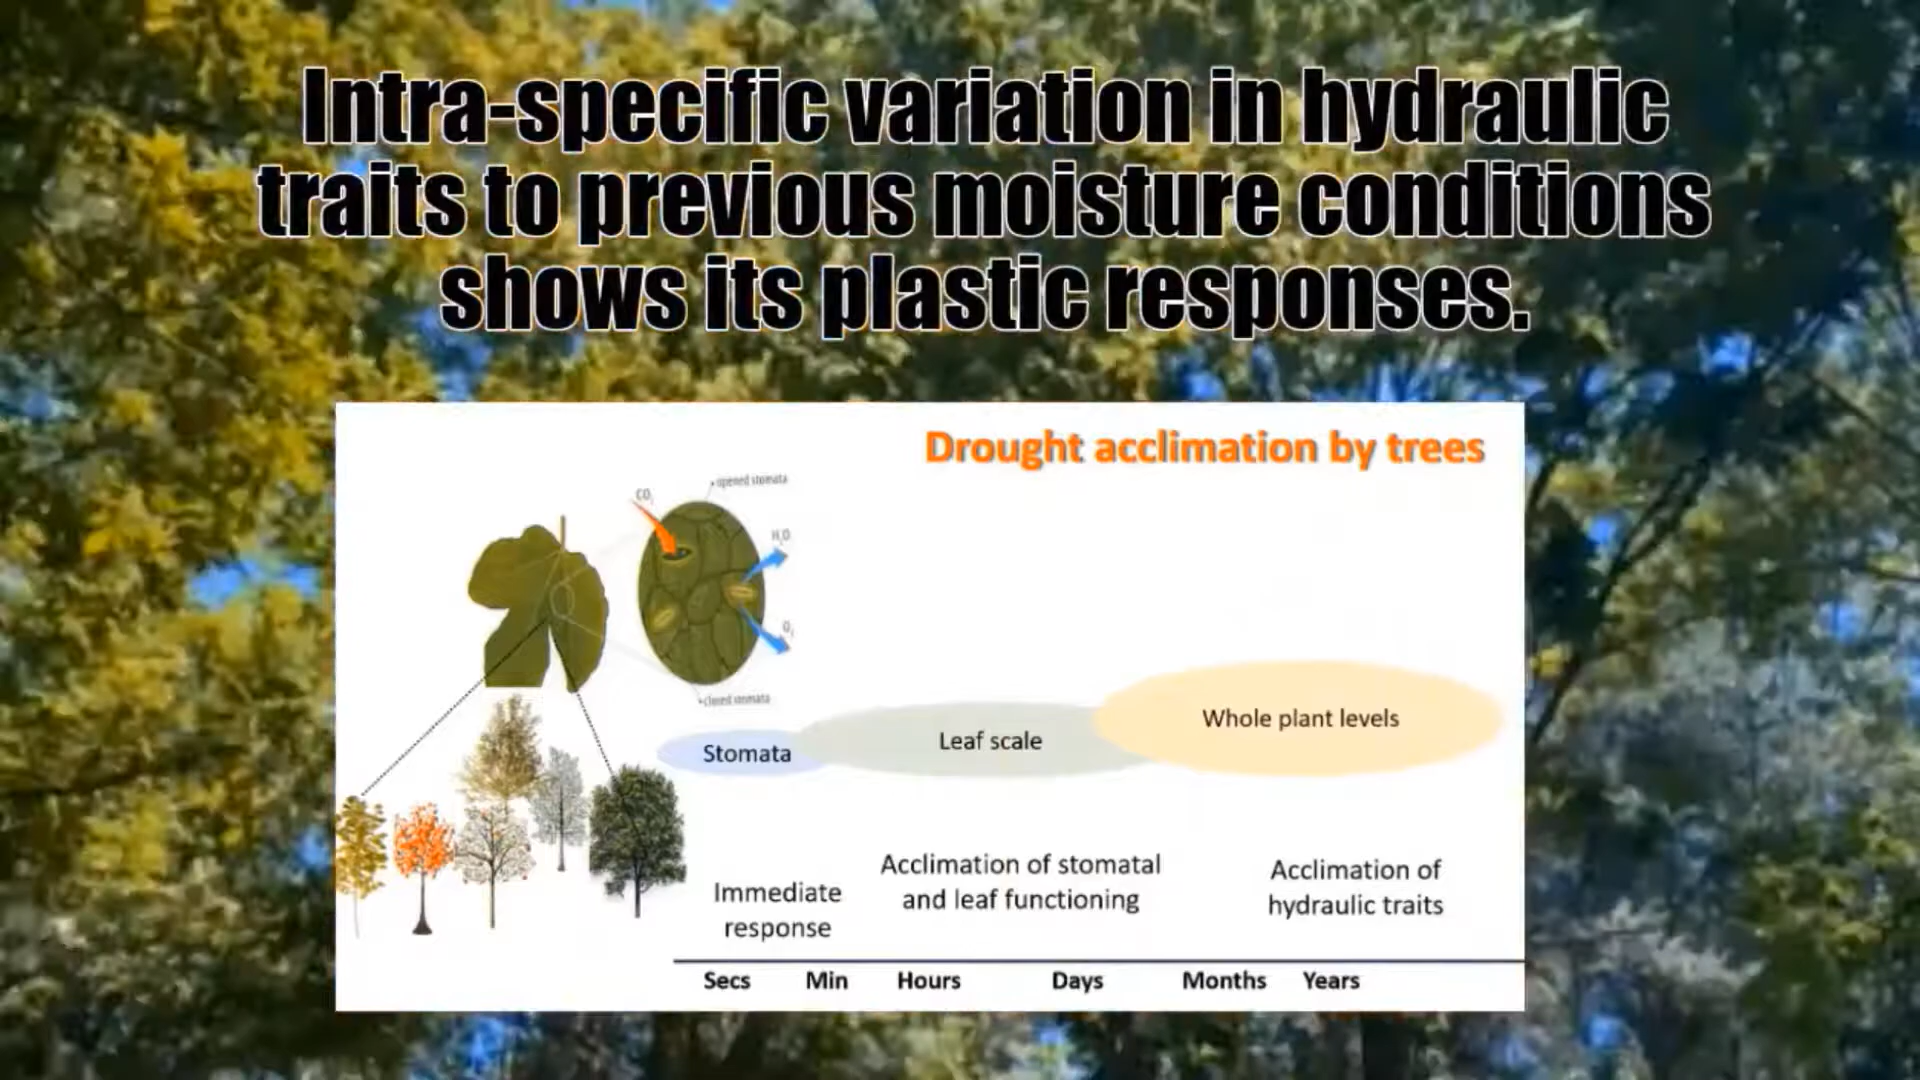 Intra-specific variation in hydraulic
traits to previous moisture conditions
shows its plastic responses.
Drought acclimation by trees
opened stomata
CO2
H2O
O2
closed stomata
Stomata
Leaf scale
Whole plant levels
Immediate
response
Acclimation of stomatal
and leaf functioning
Acclimation of
hydraulic traits
Secs Min Hours Days Months Years